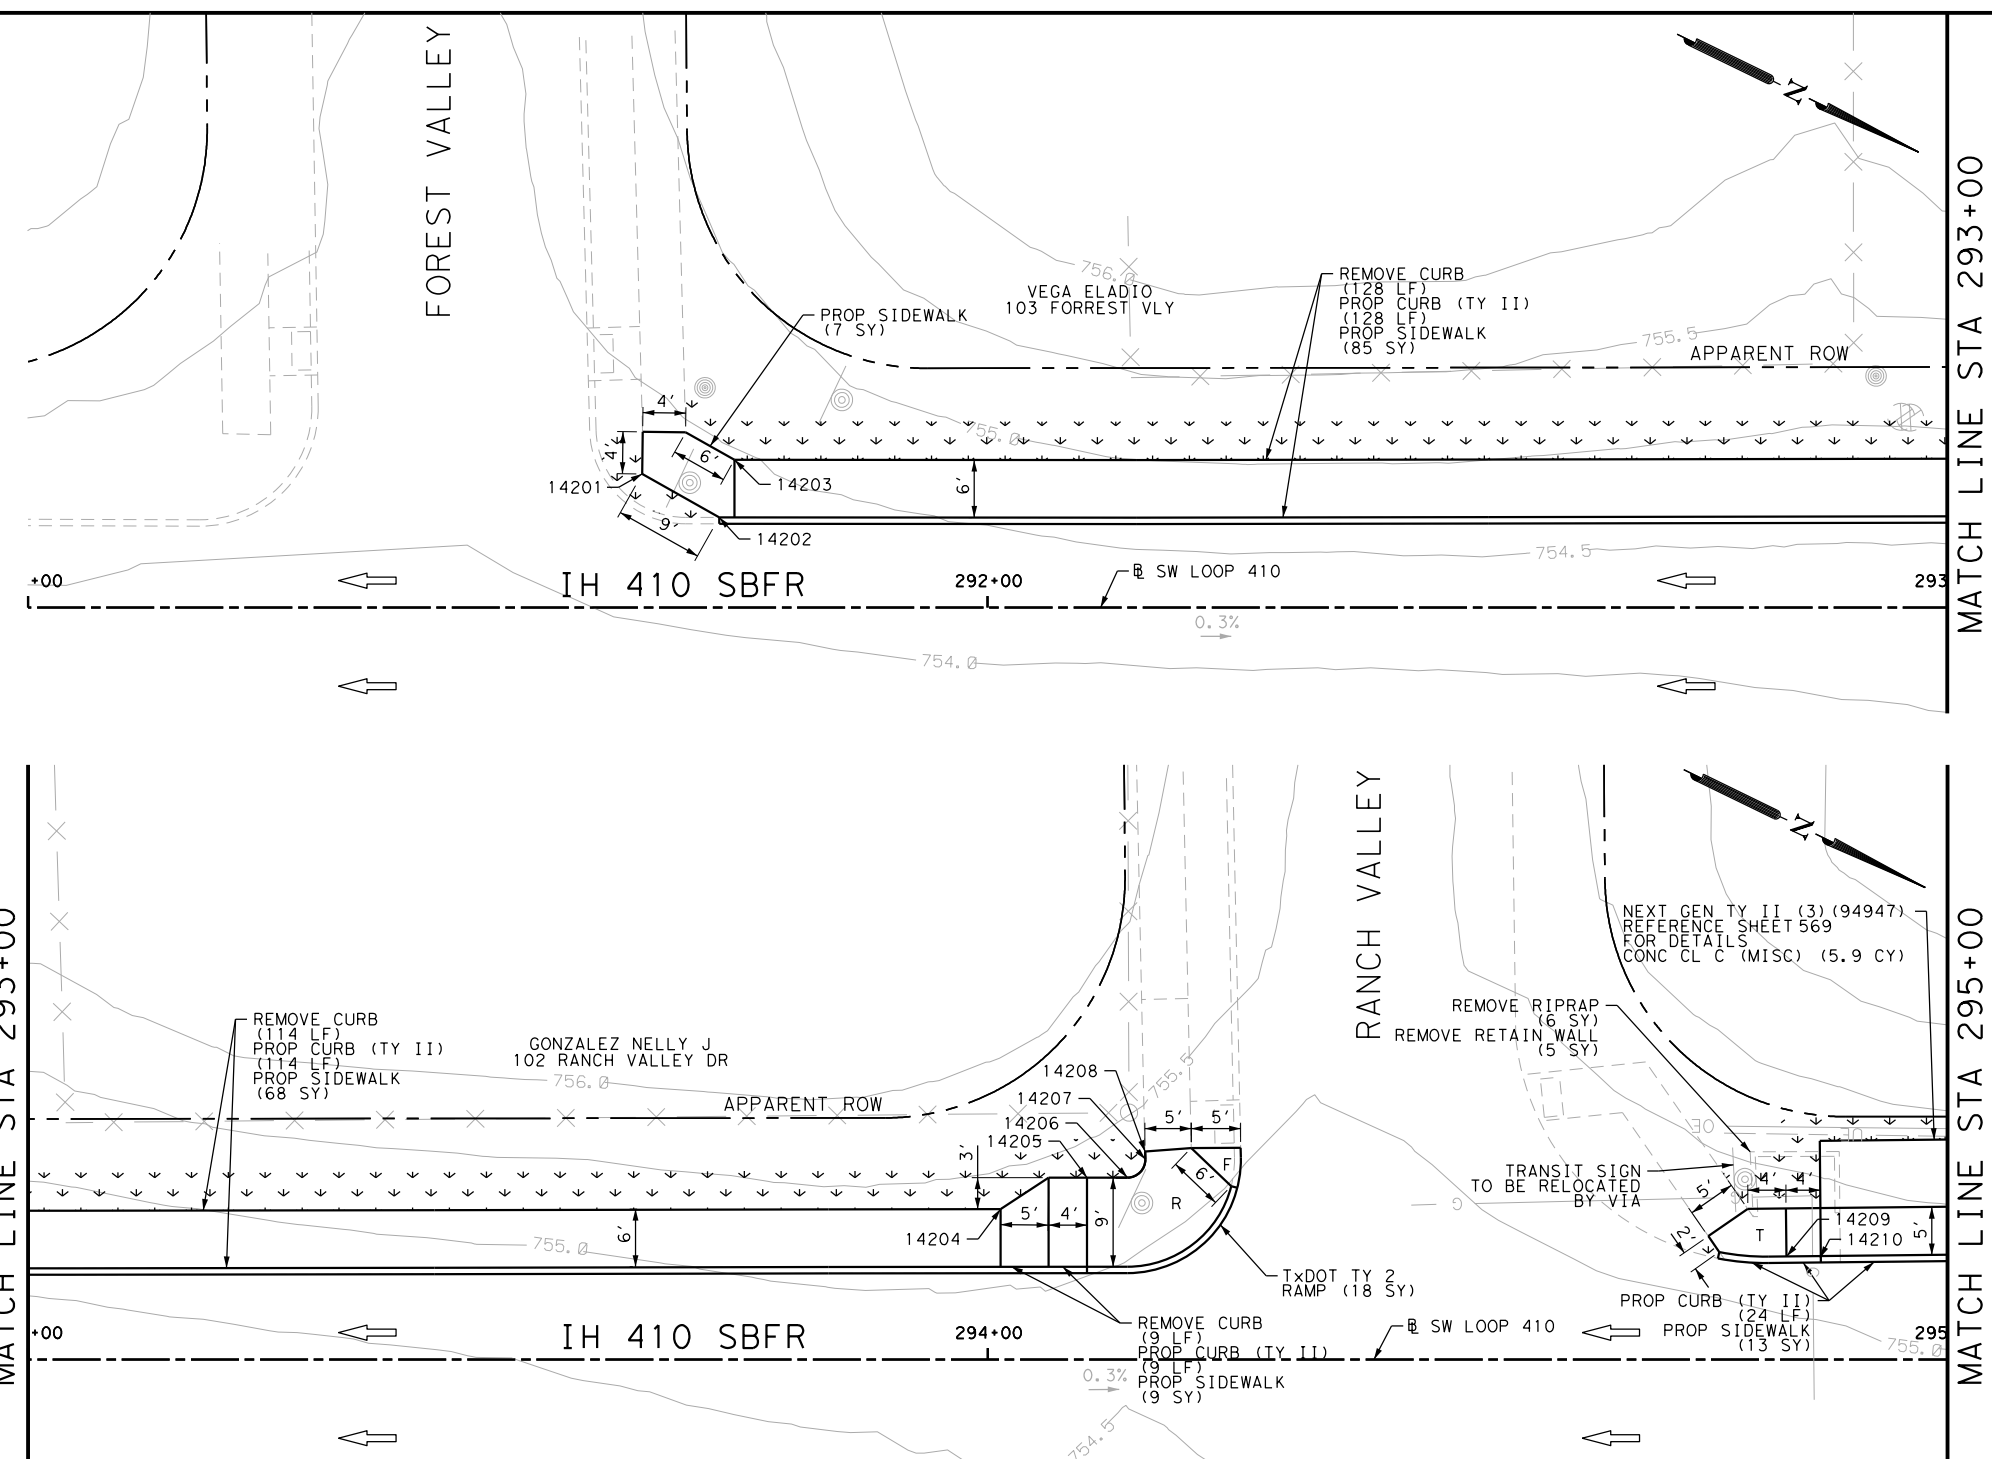 FOREST VALLEY
N
MATCH LINE STA 293+00
756.0
VEGA ELADIO
103 FORREST VLY
REMOVE CURB
(128 LF)
PROP CURB (TY II)
(128 LF)
PROP SIDEWALK
(85 SY)
PROP SIDEWALK
(7 SY)
755.5
APPARENT ROW
4'
4'
6'
755.0
14201
14203
6'
9'
14202
754.5
+00
IH 410 SBFR
292+00
BL SW LOOP 410
293
0.3%
754.0
MATCH LINE STA 293+00
RANCH VALLEY
N
MATCH LINE STA 295+00
NEXT GEN TY II (3)(94947)
REFERENCE SHEET 569
FOR DETAILS
CONC CL C (MISC) (5.9 CY)
REMOVE RIPRAP
(6 SY)
REMOVE RETAIN WALL
(5 SY)
REMOVE CURB
(114 LF)
PROP CURB (TY II)
(114 LF)
PROP SIDEWALK
(68 SY)
GONZALEZ NELLY J
102 RANCH VALLEY DR
756.0
APPARENT ROW
14208
14207
14206
14205
755.5
5'
5'
3'
F
6'
R
OE
OE
TRANSIT SIGN
TO BE RELOCATED
BY VIA
G
5'
4'
4'
2'
T
14209
14210
5'
14204
5'
4'
9'
6'
755.0
TxDOT TY 2
RAMP (18 SY)
PROP CURB (TY II)
(24 LF)
PROP SIDEWALK
(13 SY)
755.0
+00
IH 410 SBFR
294+00
REMOVE CURB
(9 LF)
PROP CURB (TY II)
(9 LF)
PROP SIDEWALK
(9 SY)
BL SW LOOP 410
295
0.3%
754.5